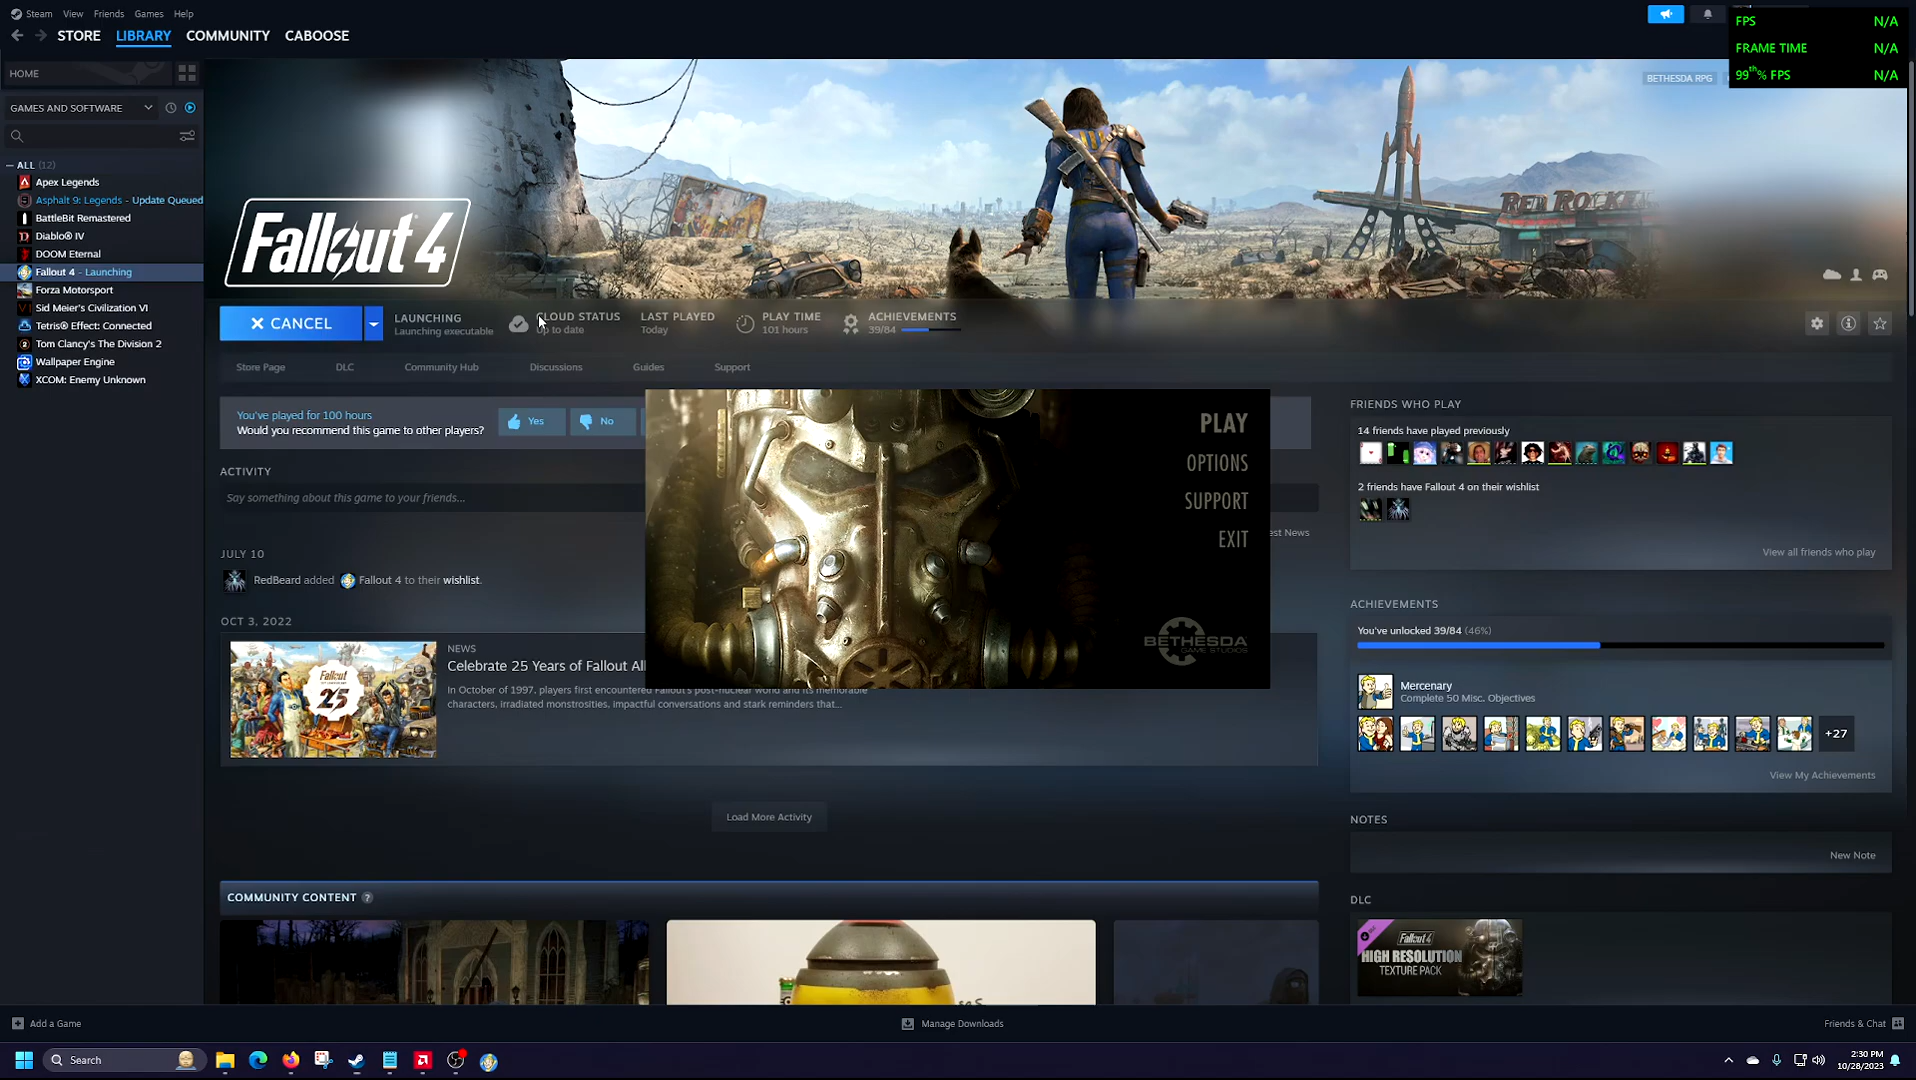 Steam View Friends Games Help
STORE LIBRARY COMMUNITY CABOOSE
FPS N/A
FRAME TIME N/A
99th% FPS N/A
HOME
GAMES AND SOFTWARE
ALL (12)
Apex Legends
Asphalt 9: Legends - Update Queued
BattleBit Remastered
Diablo® IV
DOOM Eternal
Fallout 4 - Launching
Forza Motorsport
Sid Meier's Civilization VI
Tetris® Effect: Connected
Tom Clancy's The Division 2
Wallpaper Engine
XCOM: Enemy Unknown
BETHESDA RPG
Fallout 4
RED ROCKE
CANCEL
LAUNCHING
Launching executable
CLOUD STATUS
Up to date
LAST PLAYED
Today
PLAY TIME
101 hours
ACHIEVEMENTS
39/84
Store Page DLC Community Hub Discussions Guides Support
You've played for 100 hours
Would you recommend this game to other players?
Yes No
ACTIVITY
Say something about this game to your friends...
est News
JULY 10
RedBeard added Fallout 4 to their wishlist.
OCT 3, 2022
Fallout
25
NEWS
Celebrate 25 Years of Fallout All
In October of 1997, players first encountered Fallout's post-nuclear world and its memorable
characters, irradiated monstrosities, impactful conversations and stark reminders that...
Load More Activity
PLAY
OPTIONS
SUPPORT
EXIT
BETHESDA
GAME STUDIOS
COMMUNITY CONTENT ?
FRIENDS WHO PLAY
14 friends have played previously
2 friends have Fallout 4 on their wishlist
View all friends who play
ACHIEVEMENTS
You've unlocked 39/84 (46%)
Mercenary
Complete 50 Misc. Objectives
+27
View My Achievements
NOTES
New Note
DLC
Fallout 4
HIGH RESOLUTION
TEXTURE PACK
Add a Game
Manage Downloads
Friends & Chat
Search
2:30 PM
10/28/2023